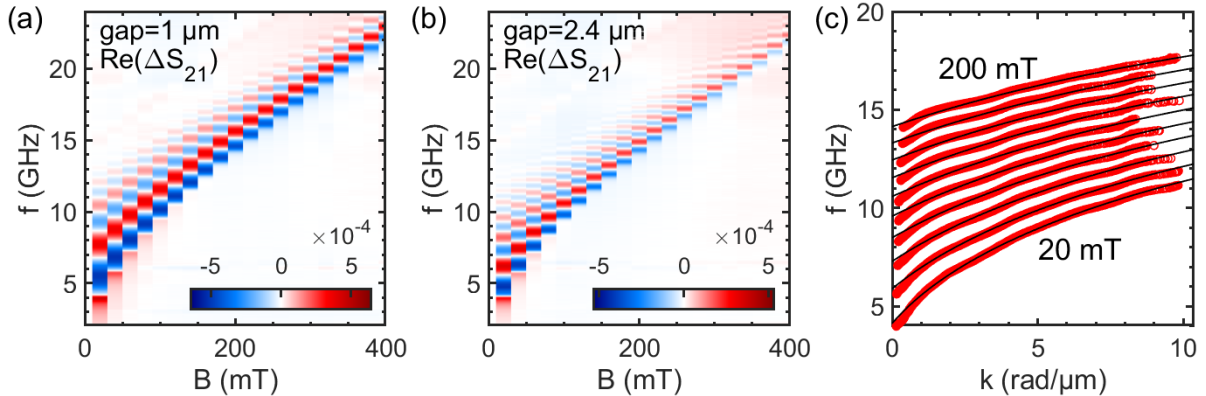 (a)
gap=1 µm
Re(ΔS21)
20
15
10
5
f (GHz)
×10-4
-5 0 5
0 200 400
B (mT)
(b)
gap=2.4 µm
Re(ΔS21)
20
15
10
5
f (GHz)
×10-4
-5 0 5
0 200 400
B (mT)
(c)
20
15
10
5
f (GHz)
200 mT
20 mT
0 5 10
k (rad/µm)